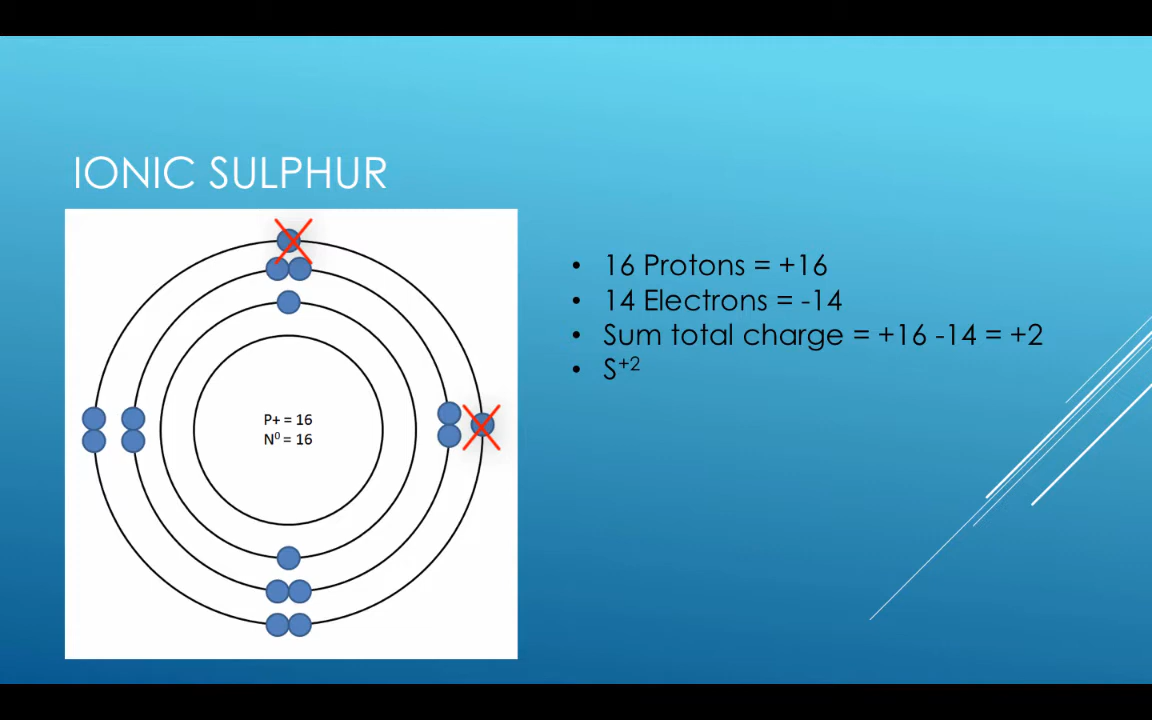 IONIC SULPHUR
P+ = 16
N⁰ = 16
• 16 Protons = +16
• 14 Electrons = -14
• Sum total charge = +16 -14 = +2
• S⁺²